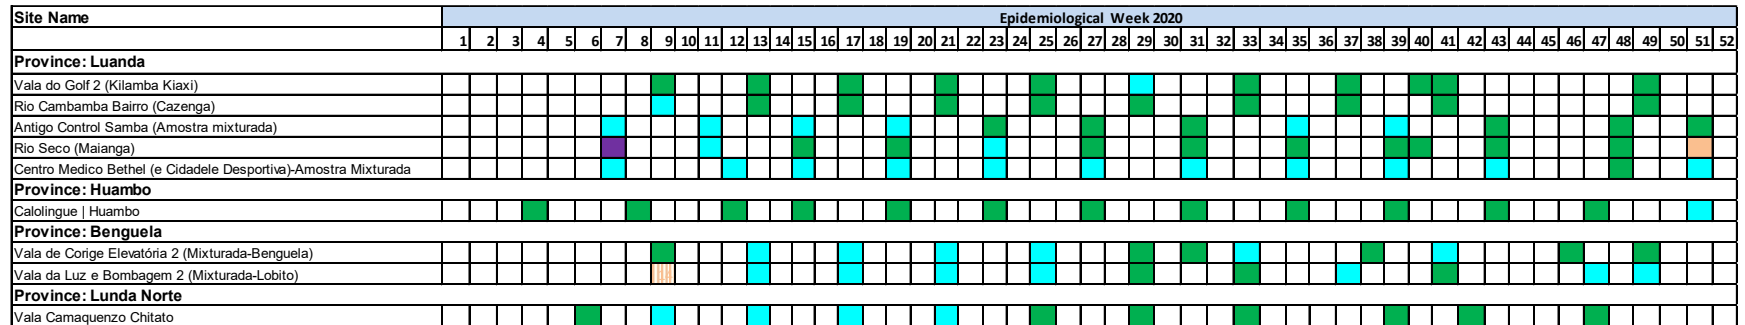 Site Name Epidemiological Week 2020
1 2 3 4 5 6 7 8 9 10 11 12 13 14 15 16 17 18 19 20 21 22 23 24 25 26 27 28 29 30 31 32 33 34 35 36 37 38 39 40 41 42 43 44 45 46 47 48 49 50 51 52
Province: Luanda
Vala do Golf 2 (Kilamba Kiaxi)
Rio Cambamba Bairro (Cazenga)
Antigo Control Samba (Amostra mixturada)
Rio Seco (Maianga)
Centro Medico Bethel (e Cidadele Desportiva)-Amostra Mixturada
Province: Huambo
Calolingue | Huambo
Province: Benguela
Vala de Corige Elevatória 2 (Mixturada-Benguela)
Vala da Luz e Bombagem 2 (Mixturada-Lobito)
Province: Lunda Norte
Vala Camaquenzo Chitato